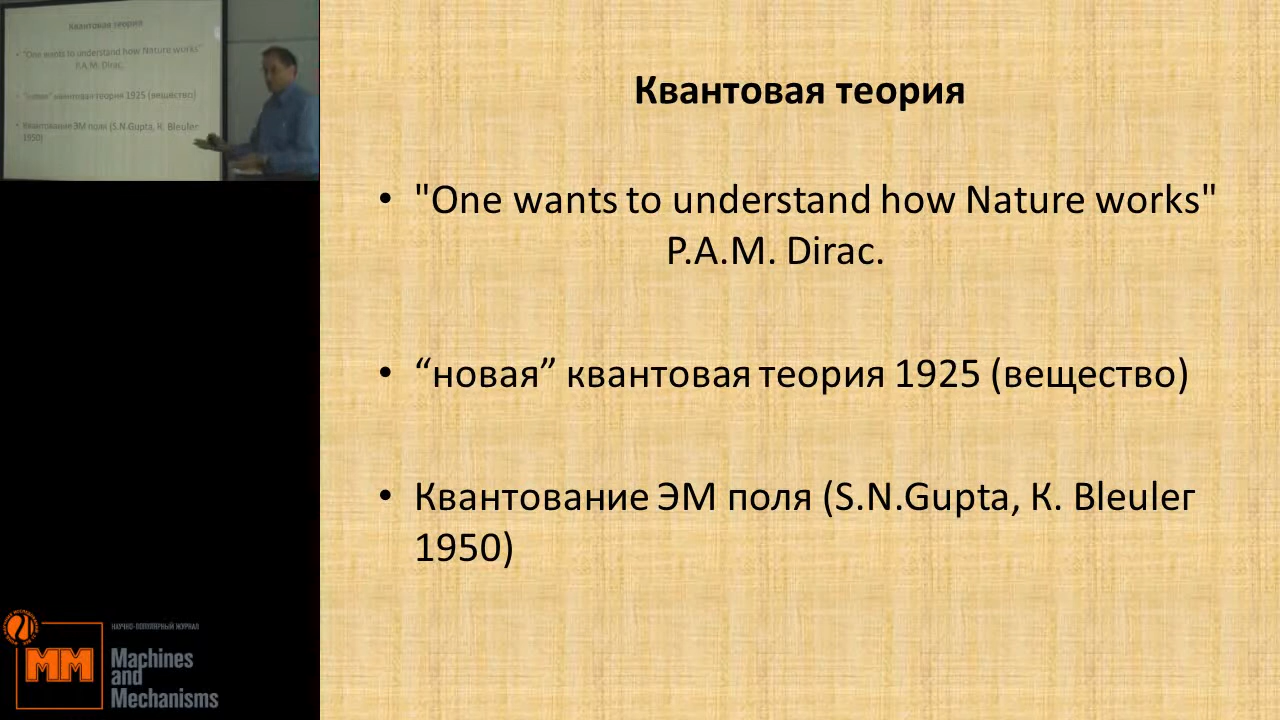 Квантовая теория
"One wants to understand how Nature works"
P.A.M. Dirac.
"новая" квантовая теория 1925 (вещество)
Квантование ЭМ поля (S.N.Gupta, К. Bleuler
1950)
Квантовая теория
• "One wants to understand how Nature works"
P.A.M. Dirac.
• “новая” квантовая теория 1925 (вещество)
• Квантование ЭМ поля (S.N.Gupta, К. Bleuler
1950)
НАУЧНО-ПОПУЛЯРНЫЙ ЖУРНАЛ
ММ
Machines
and
Mechanisms